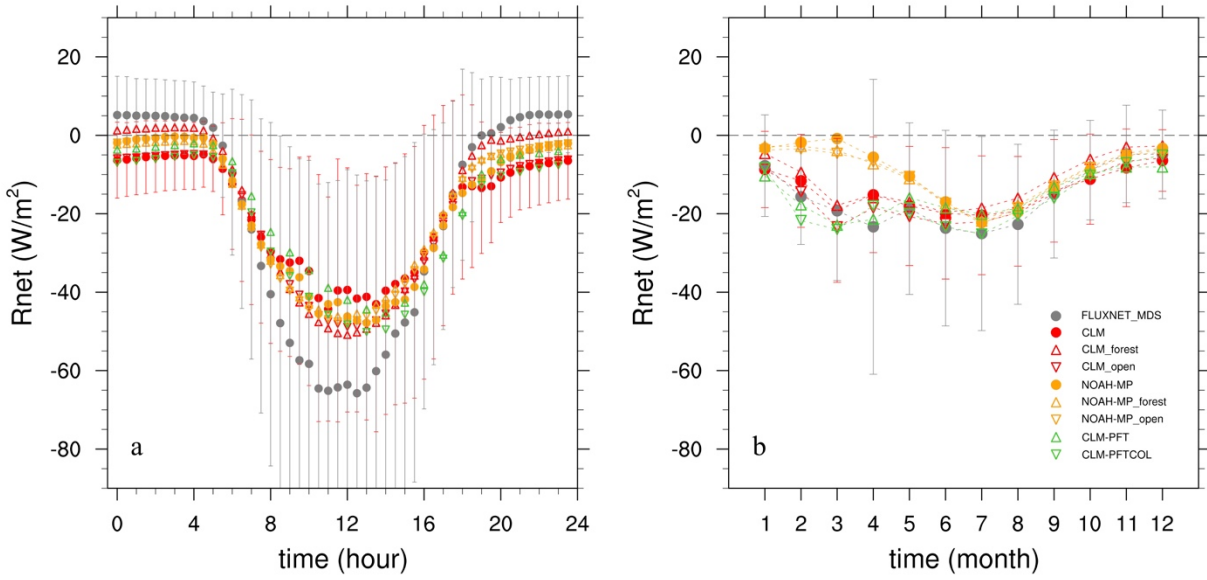 20
0
-20
-40
-60
-80
Rnet (W/m²)
a
0 4 8 12 16 20 24
time (hour)
20
0
-20
-40
-60
-80
Rnet (W/m²)
FLUXNET_MDS
CLM
CLM_forest
CLM_open
NOAH-MP
NOAH-MP_forest
NOAH-MP_open
CLM-PFT
CLM-PFTCOL
b
1 2 3 4 5 6 7 8 9 10 11 12
time (month)